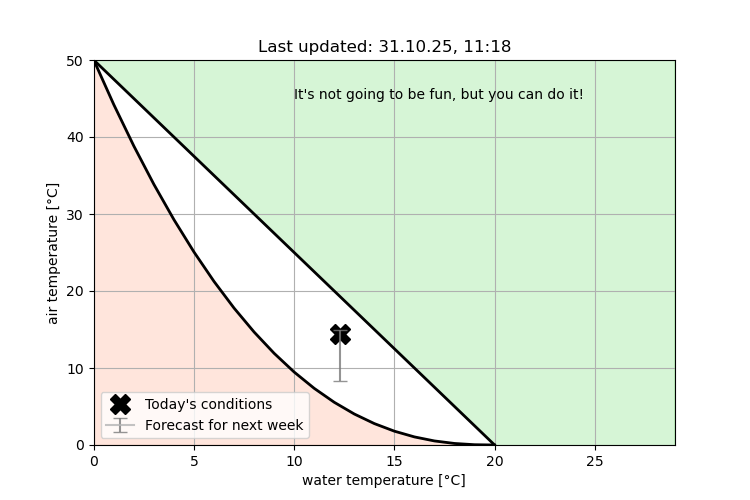 Last updated: 31.10.25, 11:18
50
It's not going to be fun, but you can do it!
40
30
air temperature [°C]
20
10
Today's conditions
Forecast for next week
0
0 5 10 15 20 25
water temperature [°C]